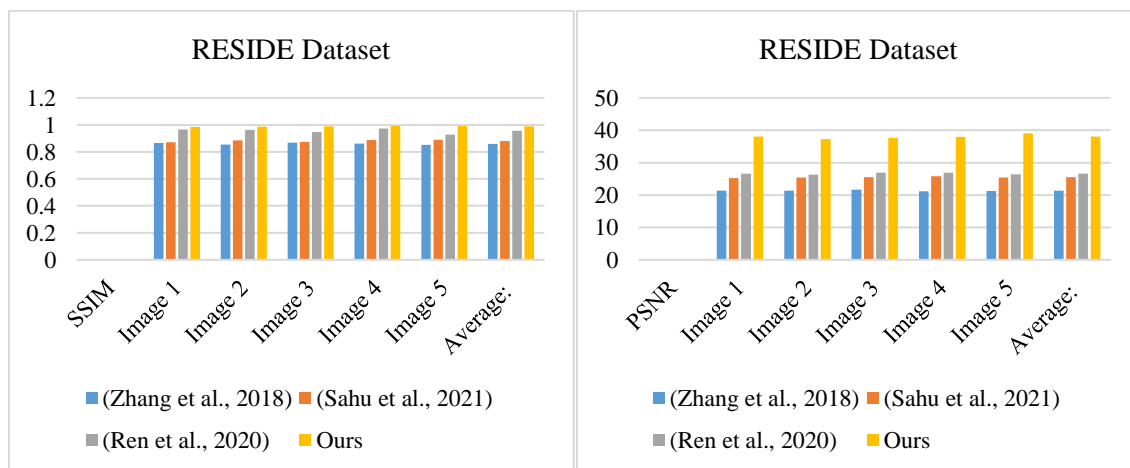 RESIDE Dataset
1.2
1
0.8
0.6
0.4
0.2
0
SSIM
Image 1
Image 2
Image 3
Image 4
Image 5
Average:
(Zhang et al., 2018)
(Sahu et al., 2021)
(Ren et al., 2020)
Ours
RESIDE Dataset
50
40
30
20
10
0
PSNR
Image 1
Image 2
Image 3
Image 4
Image 5
Average:
(Zhang et al., 2018)
(Sahu et al., 2021)
(Ren et al., 2020)
Ours